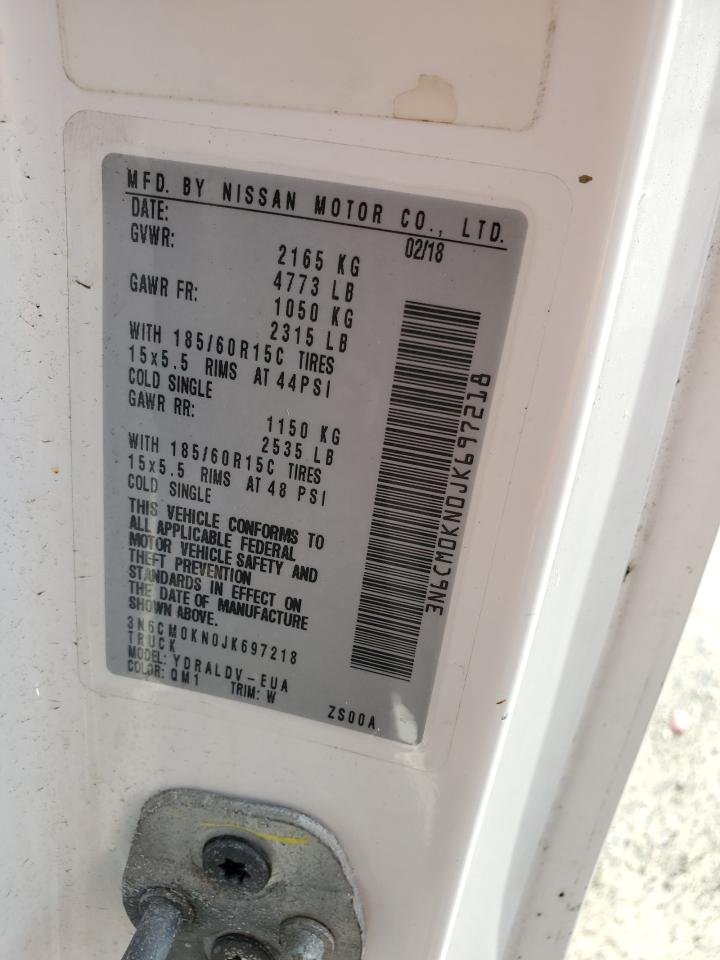 MFD. BY NISSAN MOTOR CO., LTD.
DATE: 02/18
GVWR: 2165 KG
4773 LB
GAWR FR: 1050 KG
2315 LB
WITH 185/60R15C TIRES
15x5.5 RIMS AT 44PSI
COLD SINGLE
GAWR RR: 1150 KG
2535 LB
WITH 185/60R15C TIRES
15x5.5 RIMS AT 48 PSI
COLD SINGLE
THIS VEHICLE CONFORMS TO
ALL APPLICABLE FEDERAL
MOTOR VEHICLE SAFETY AND
THEFT PREVENTION
STANDARDS IN EFFECT ON
THE DATE OF MANUFACTURE
SHOWN ABOVE.
3N6CM0KN0JK697218
TRUCK
MODEL: YDRALDV-EUA
COLOR: QM1 TRIM: W
ZS00A
3N6CM0KN0JK697218